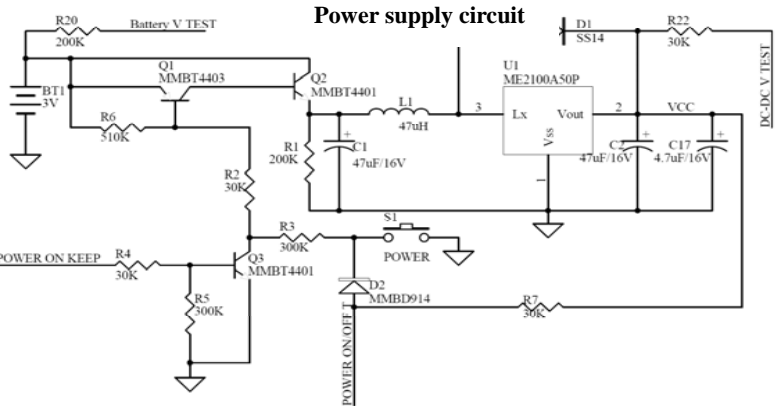 Power supply circuit
R20
200K
Battery V TEST
Q1
MMBT4403
Q2
MMBT4401
BT1
3V
R6
510K
R1
200K
C1
47uF/16V
L1
47uH
3
U1
ME2100A50P
Lx
Vout
Vss
1
2
VCC
D1
SS14
R22
30K
DC-DC V TEST
C2
47uF/16V
C17
4.7uF/16V
R2
30K
R3
300K
S1
POWER
POWER ON KEEP
R4
30K
Q3
MMBT4401
R5
300K
D2
MMBD914
R7
30K
POWER ON/OFF T